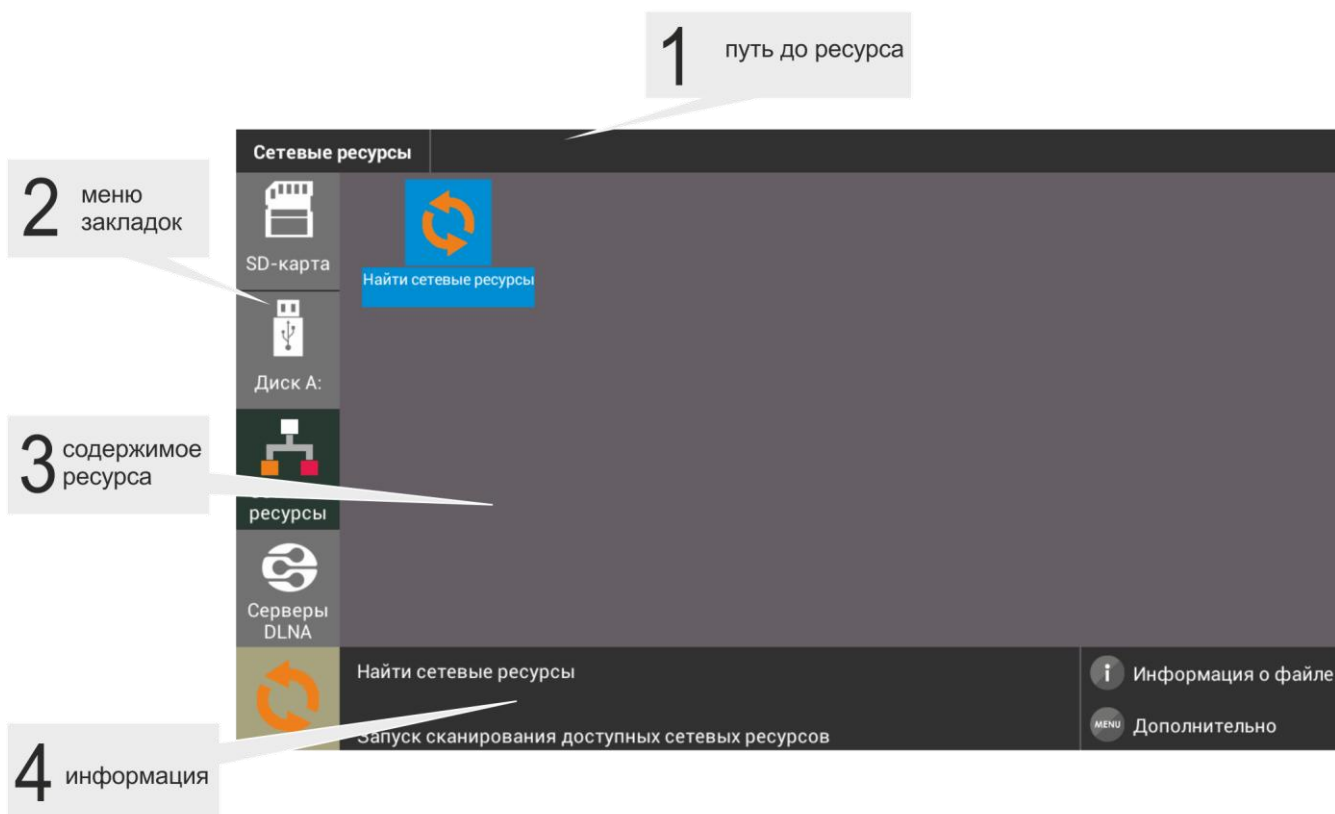 1 путь до ресурса
Сетевые ресурсы
2 меню
закладок
SD-карта
Найти сетевые ресурсы
Диск A:
3 содержимое
ресурса
ресурсы
Серверы
DLNA
Найти сетевые ресурсы
Запуск сканирования доступных сетевых ресурсов
i Информация о файле
MENU Дополнительно
4 информация